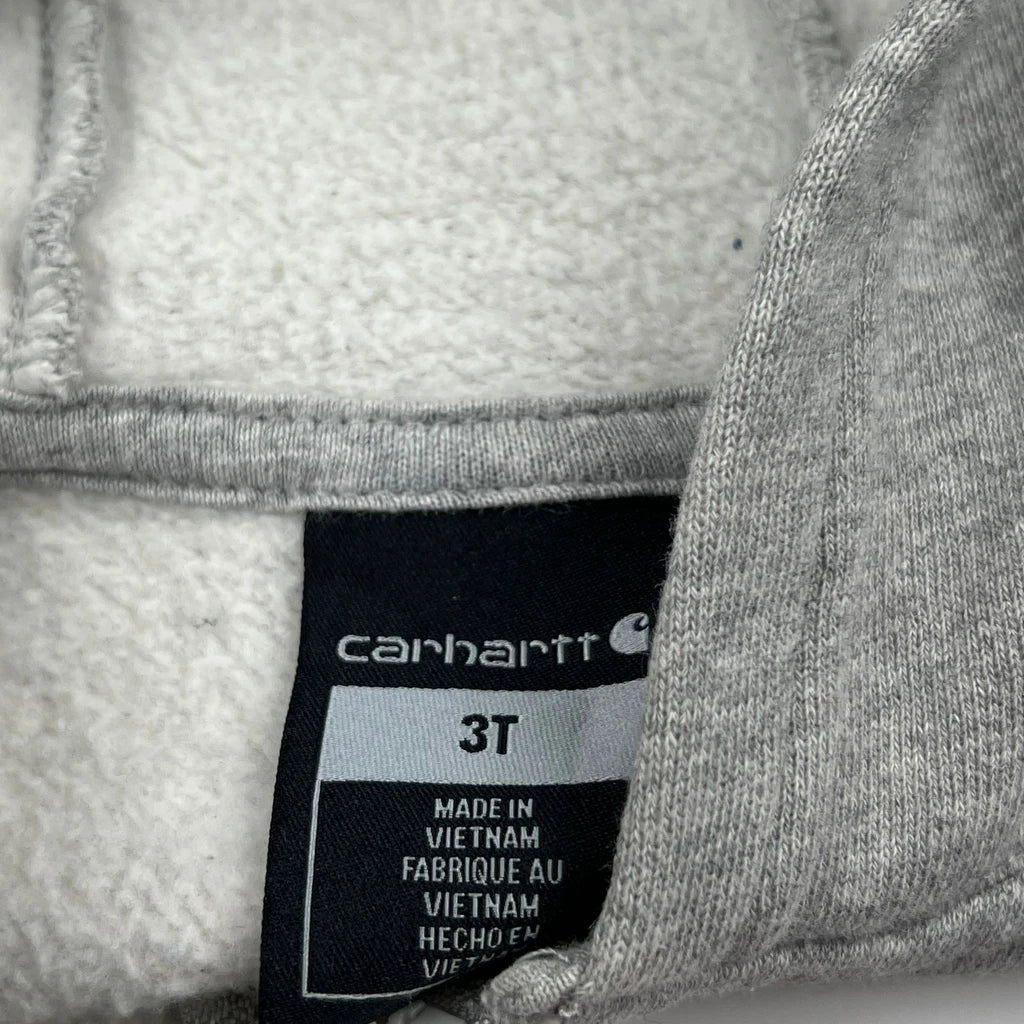 carhartt
3T
MADE IN
VIETNAM
FABRIQUE AU
VIETNAM
HECHO EN